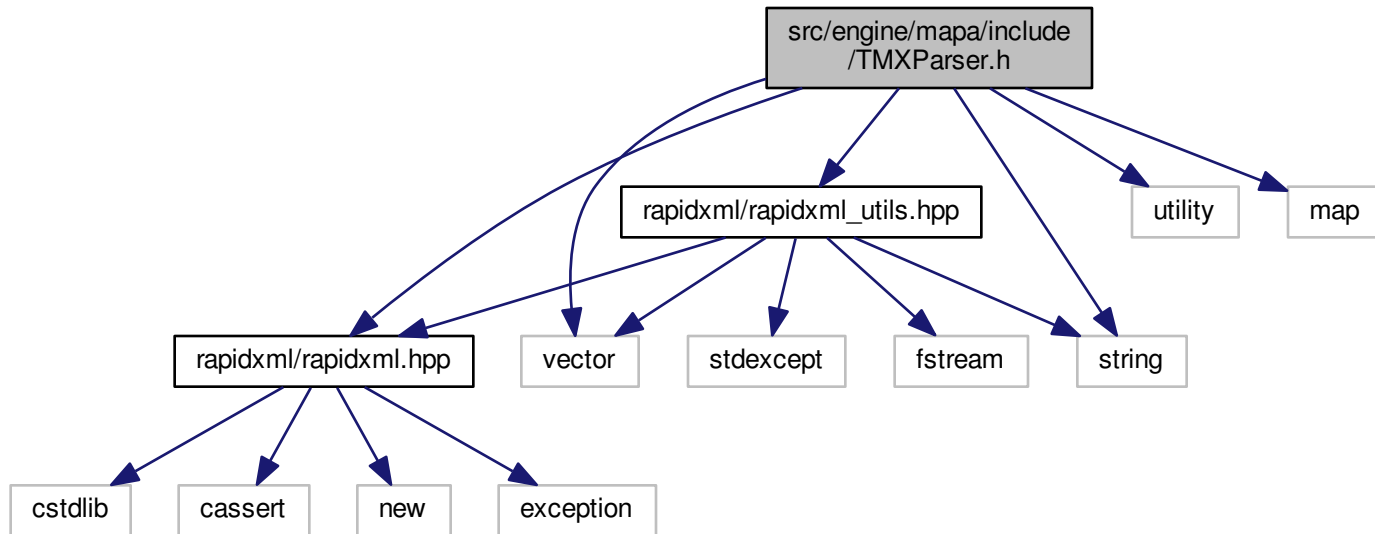 src/engine/mapa/include
/TMXParser.h
rapidxml/rapidxml_utils.hpp
utility
map
rapidxml/rapidxml.hpp
vector
stdexcept
fstream
string
cstdlib
cassert
new
exception